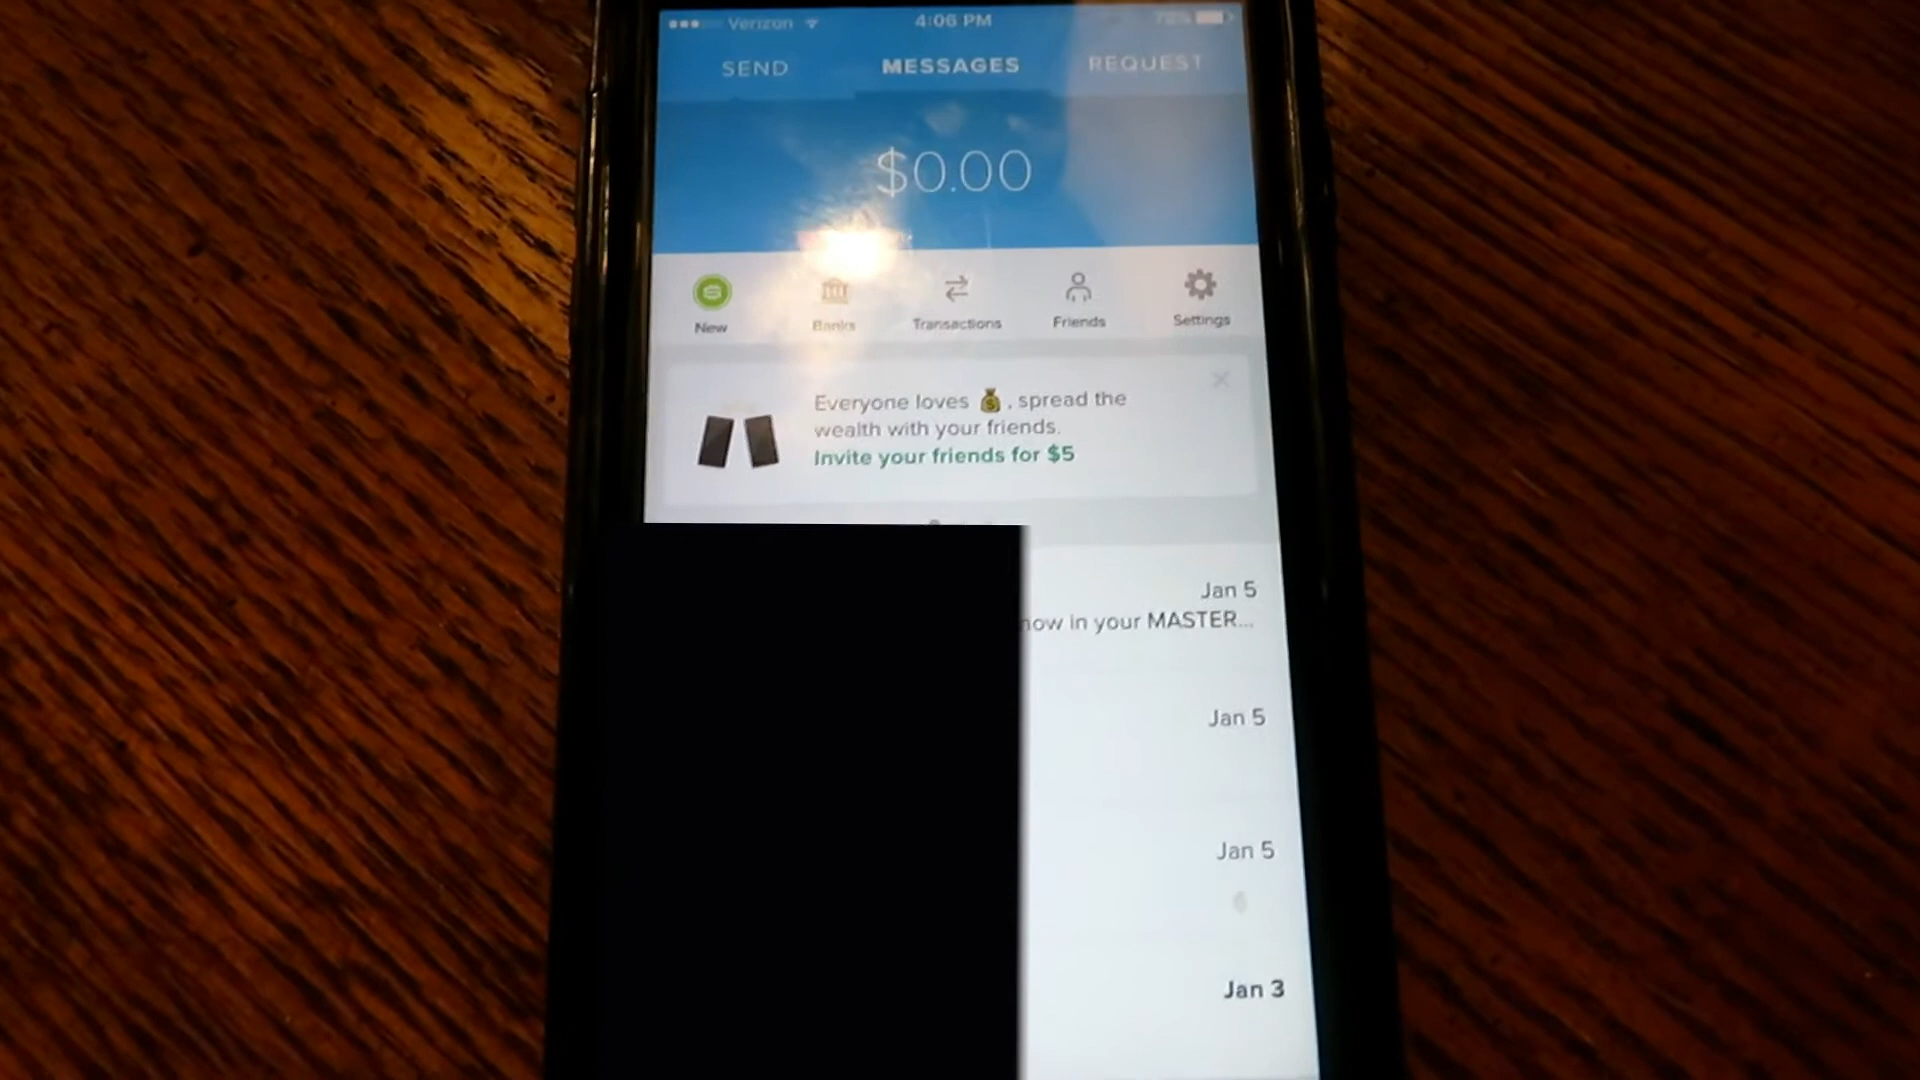 Verizon 4:06 PM
SEND MESSAGES REQUEST
$0.00
New Banks Transactions Friends Settings
Everyone loves 💰, spread the
wealth with your friends.
Invite your friends for $5
Jan 5
now in your MASTER...
Jan 5
Jan 5
Jan 3